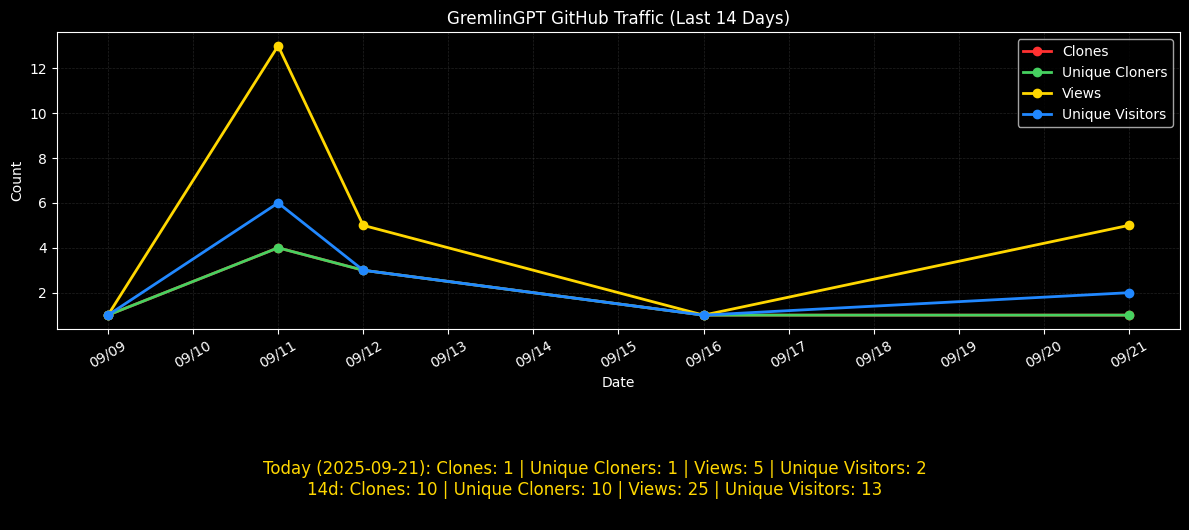 GremlinGPT GitHub Traffic (Last 14 Days)
Clones
Unique Cloners
Views
Unique Visitors
Count
12
10
8
6
4
2
09/09 09/10 09/11 09/12 09/13 09/14 09/15 09/16 09/17 09/18 09/19 09/20 09/21
Date
Today (2025-09-21): Clones: 1 | Unique Cloners: 1 | Views: 5 | Unique Visitors: 2
14d: Clones: 10 | Unique Cloners: 10 | Views: 25 | Unique Visitors: 13